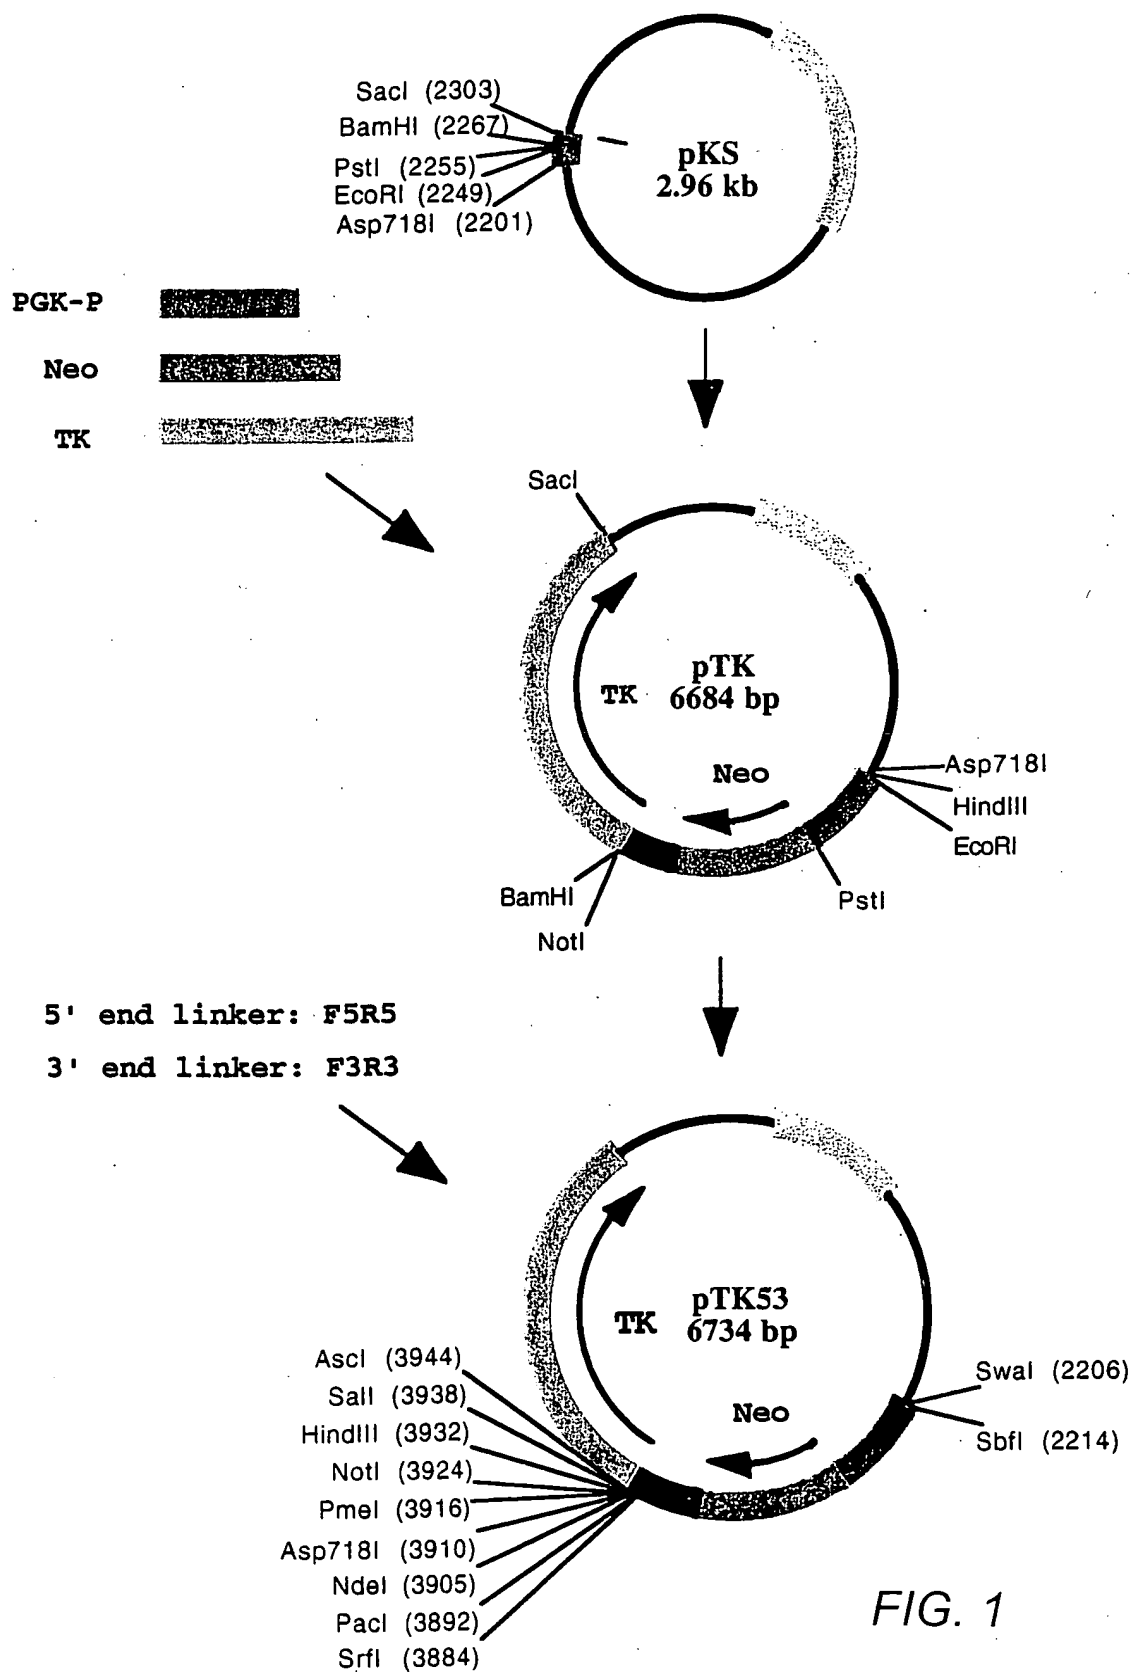 SacI (2303)
BamHI (2267)
PstI (2255)
EcoRI (2249)
Asp718I (2201)
pKS
2.96 kb
PGK-P
Neo
TK
SacI
pTK
6684 bp
TK
Neo
Asp718I
HindIII
EcoRI
PstI
BamHI
NotI
5' end linker: F5R5
3' end linker: F3R3
pTK53
6734 bp
TK
Neo
SwaI (2206)
SbfI (2214)
AscI (3944)
SalI (3938)
HindIII (3932)
NotI (3924)
PmeI (3916)
Asp718I (3910)
NdeI (3905)
PacI (3892)
SrfI (3884)
FIG. 1